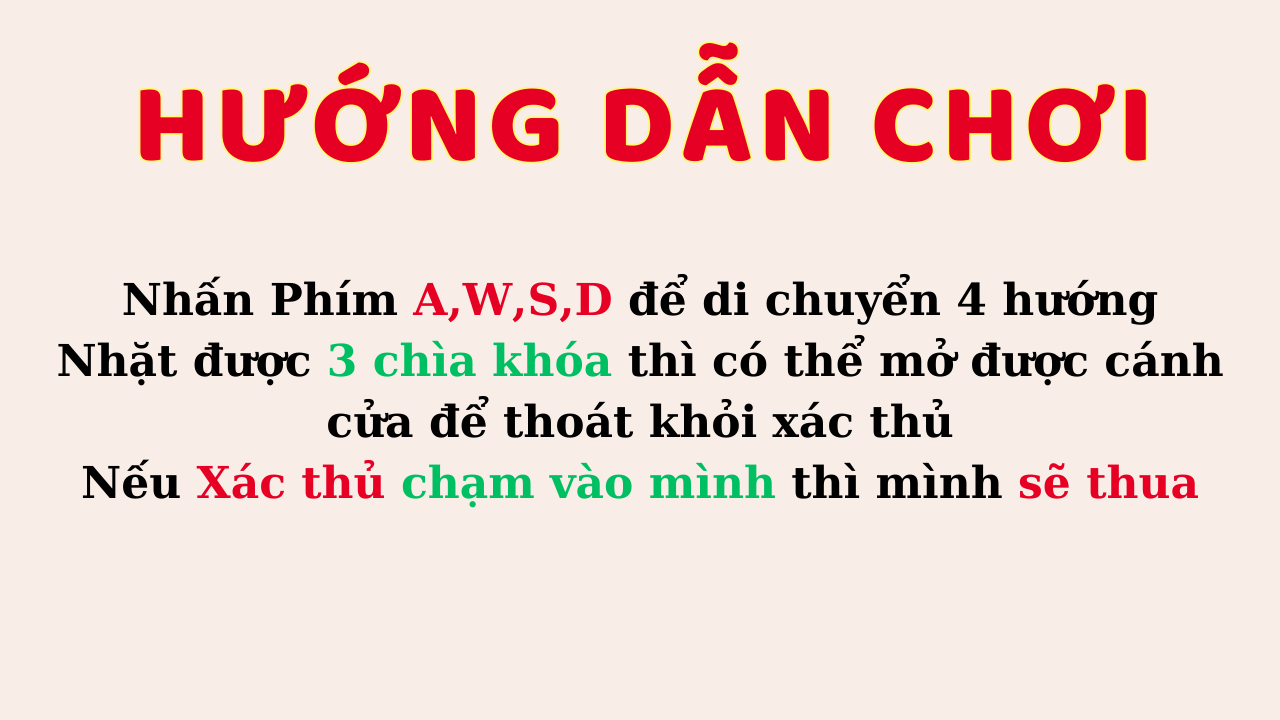 HƯỚNG DẪN CHƠI
Nhấn Phím A,W,S,D để di chuyển 4 hướng
Nhặt được 3 chìa khóa thì có thể mở được cánh
cửa để thoát khỏi xác thủ
Nếu Xác thủ chạm vào mình thì mình sẽ thua